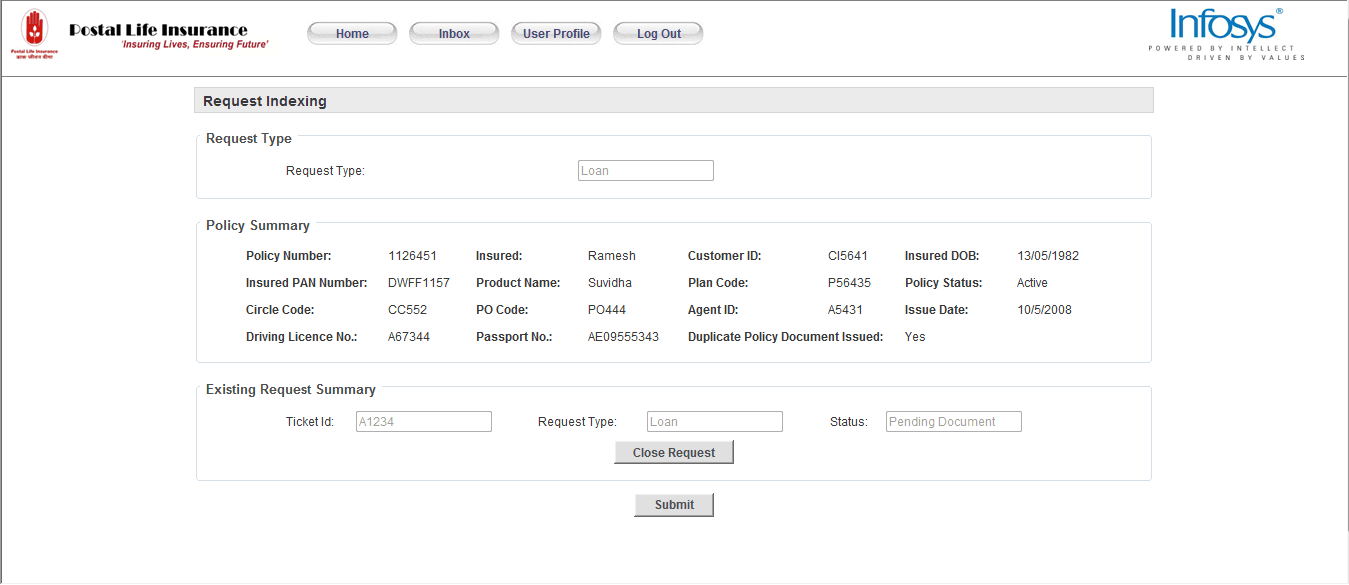 Postal Life Insurance
'Insuring Lives, Ensuring Future'
Postal Life Insurance
डाक जीवन बीमा
Home Inbox User Profile Log Out
Infosys®
POWERED BY INTELLECT
DRIVEN BY VALUES
Request Indexing
Request Type
Request Type: Loan
Policy Summary
Policy Number: 1126451 Insured: Ramesh Customer ID: CI5641 Insured DOB: 13/05/1982
Insured PAN Number: DWFF1157 Product Name: Suvidha Plan Code: P56435 Policy Status: Active
Circle Code: CC552 PO Code: PO444 Agent ID: A5431 Issue Date: 10/5/2008
Driving Licence No.: A67344 Passport No.: AE09555343 Duplicate Policy Document Issued: Yes
Existing Request Summary
Ticket Id: A1234 Request Type: Loan Status: Pending Document
Close Request
Submit